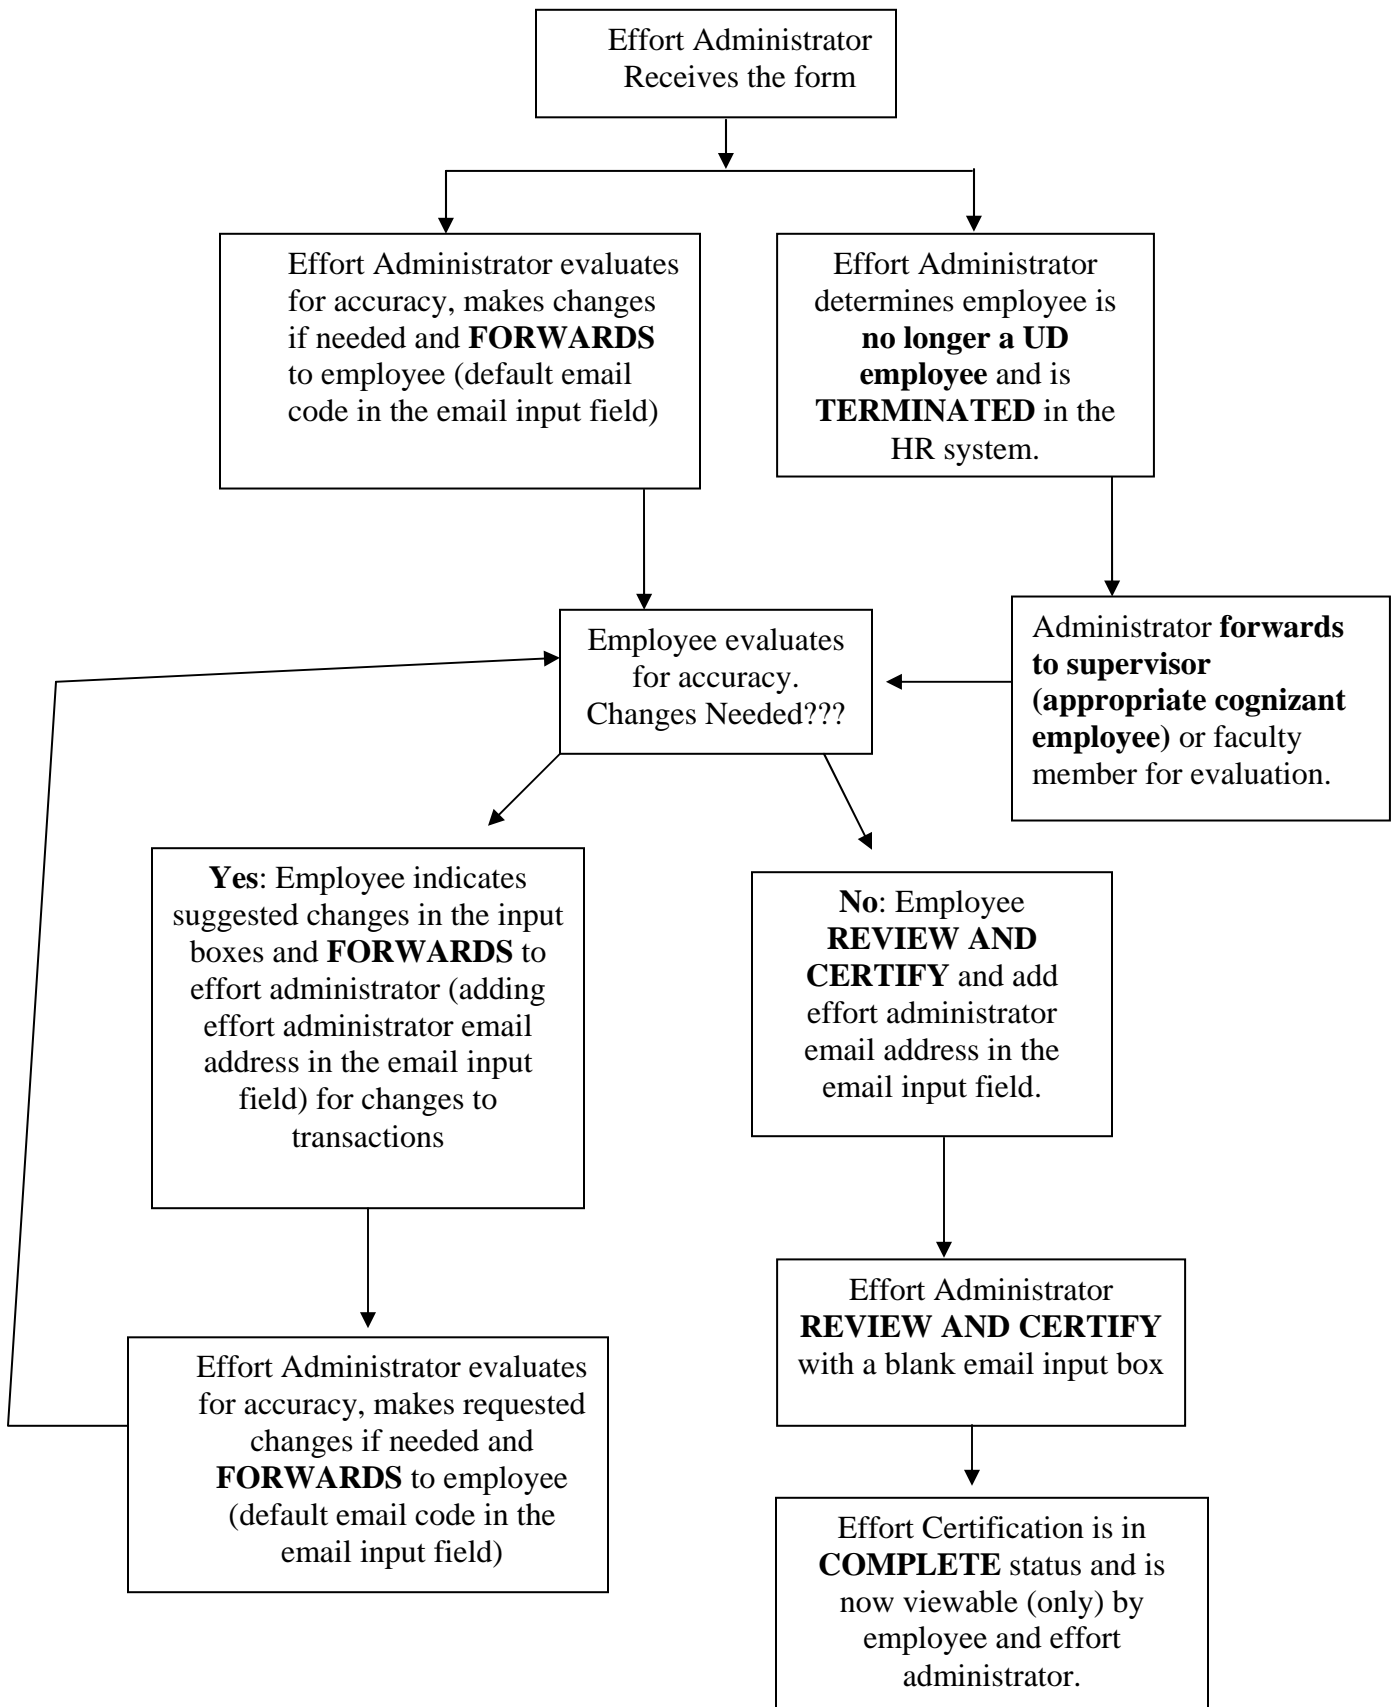 Effort Administrator
Receives the form
Effort Administrator evaluates
for accuracy, makes changes
if needed and FORWARDS
to employee (default email
code in the email input field)
Effort Administrator
determines employee is
no longer a UD
employee and is
TERMINATED in the
HR system.
Employee evaluates
for accuracy.
Changes Needed???
Administrator forwards
to supervisor
(appropriate cognizant
employee) or faculty
member for evaluation.
Yes: Employee indicates
suggested changes in the input
boxes and FORWARDS to
effort administrator (adding
effort administrator email
address in the email input
field) for changes to
transactions
No: Employee
REVIEW AND
CERTIFY and add
effort administrator
email address in the
email input field.
Effort Administrator
REVIEW AND CERTIFY
with a blank email input box
Effort Administrator evaluates
for accuracy, makes requested
changes if needed and
FORWARDS to employee
(default email code in the
email input field)
Effort Certification is in
COMPLETE status and is
now viewable (only) by
employee and effort
administrator.